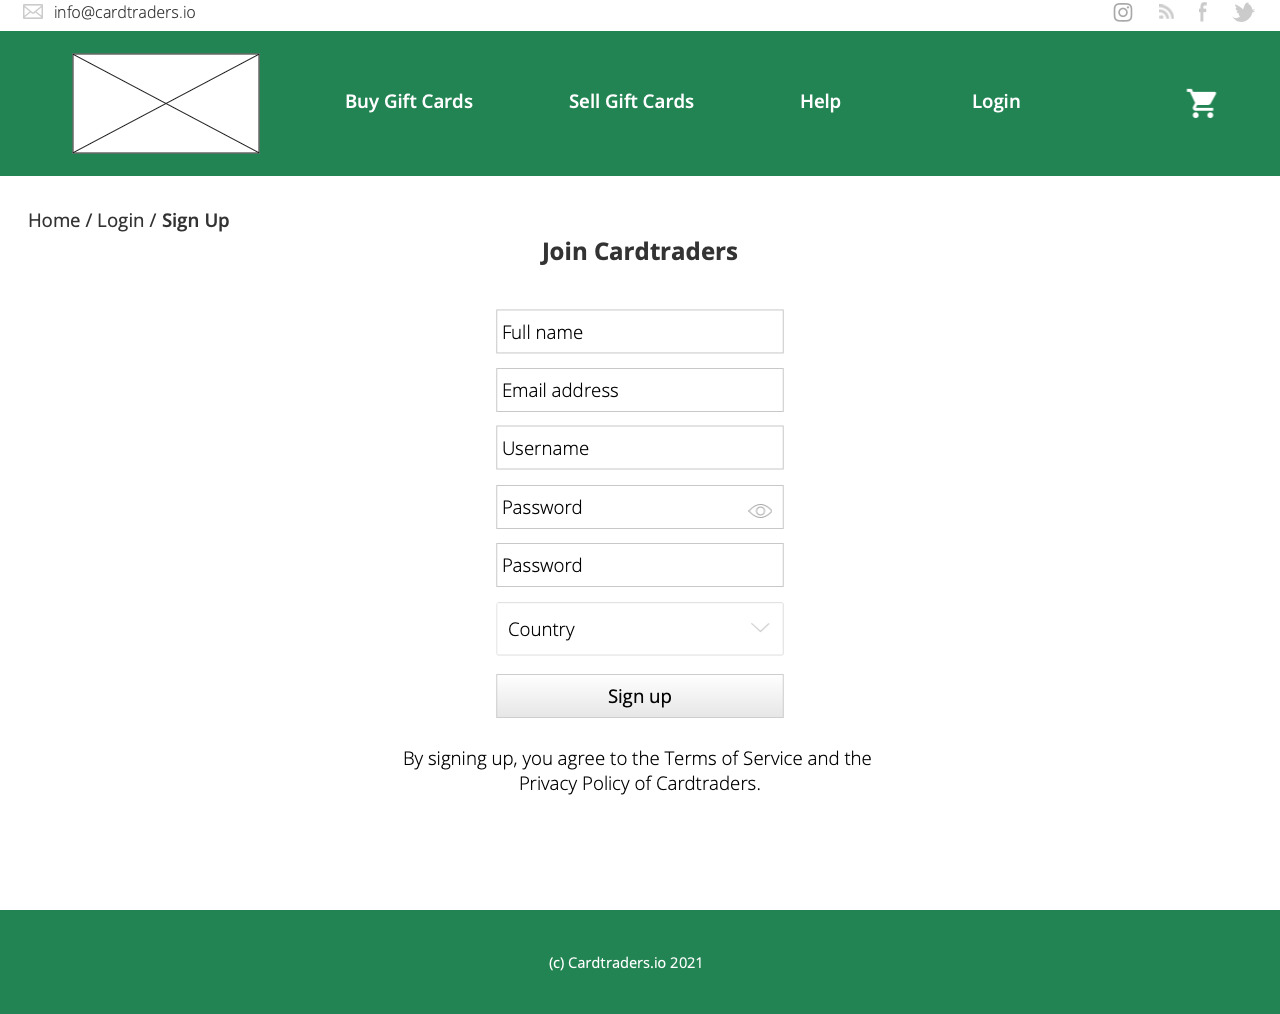 info@cardtraders.io
Buy Gift Cards
Sell Gift Cards
Help
Login
Home / Login / Sign Up
Join Cardtraders
Full name
Email address
Username
Password
Password
Country
Sign up
By signing up, you agree to the Terms of Service and the
Privacy Policy of Cardtraders.
(c) Cardtraders.io 2021